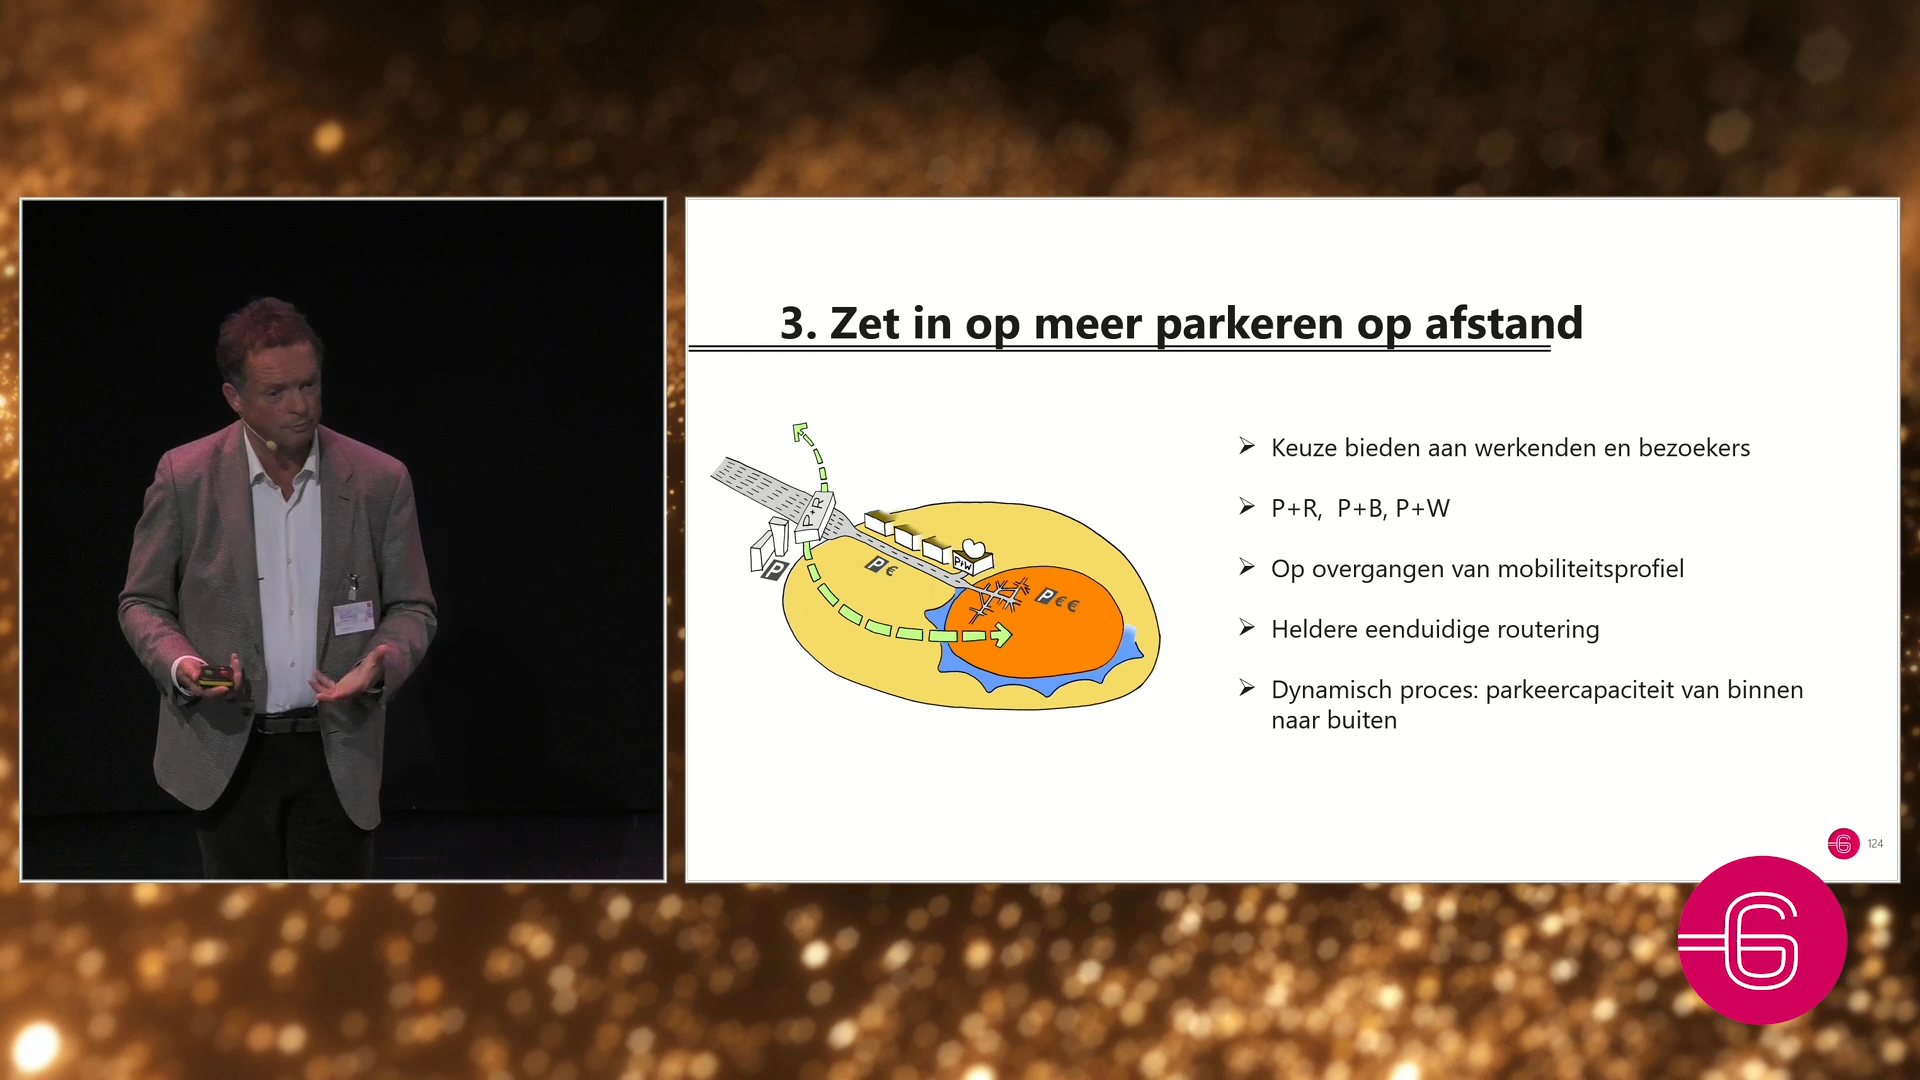 3. Zet in op meer parkeren op afstand
P+R
P
P€
P+W
P€€
Keuze bieden aan werkenden en bezoekers
P+R, P+B, P+W
Op overgangen van mobiliteitsprofiel
Heldere eenduidige routering
Dynamisch proces: parkeercapaciteit van binnen
naar buiten
G
124
G